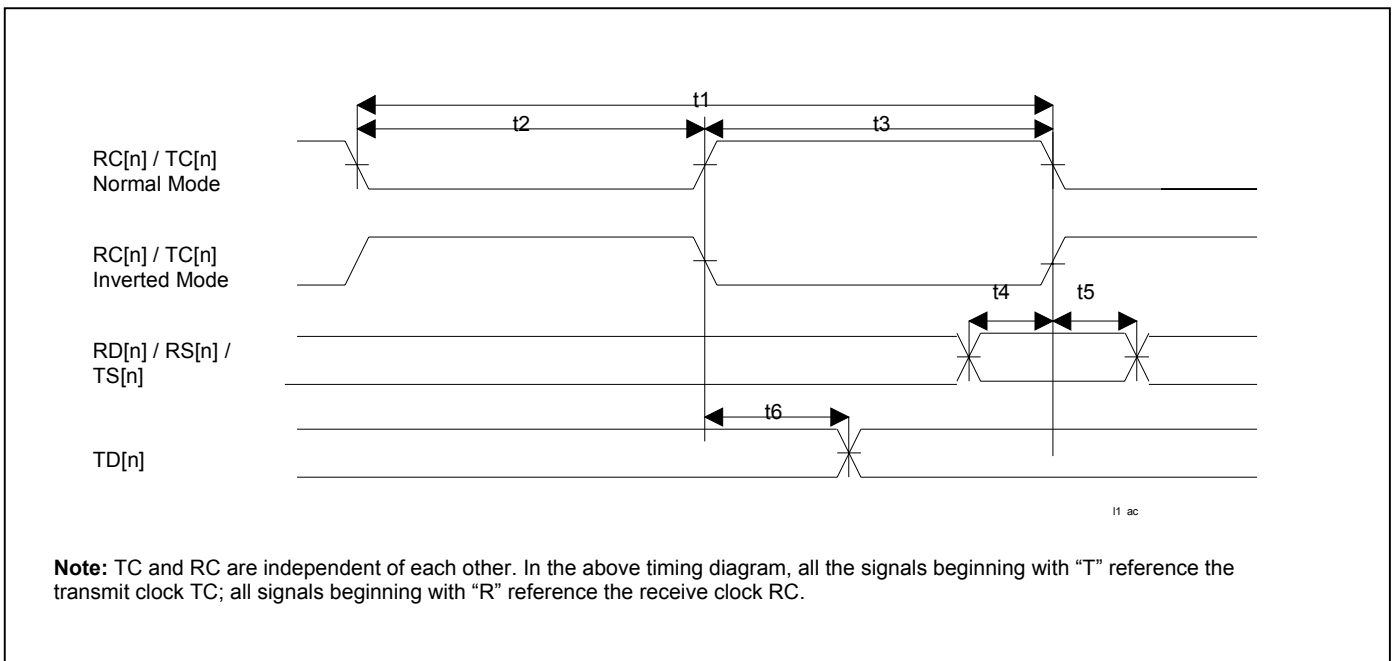 t1
t2 t3
RC[n] / TC[n]
Normal Mode
RC[n] / TC[n]
Inverted Mode
t4 t5
RD[n] / RS[n] /
TS[n]
t6
TD[n]
l1 ac
Note: TC and RC are independent of each other. In the above timing diagram, all the signals beginning with “T” reference the
transmit clock TC; all signals beginning with “R” reference the receive clock RC.